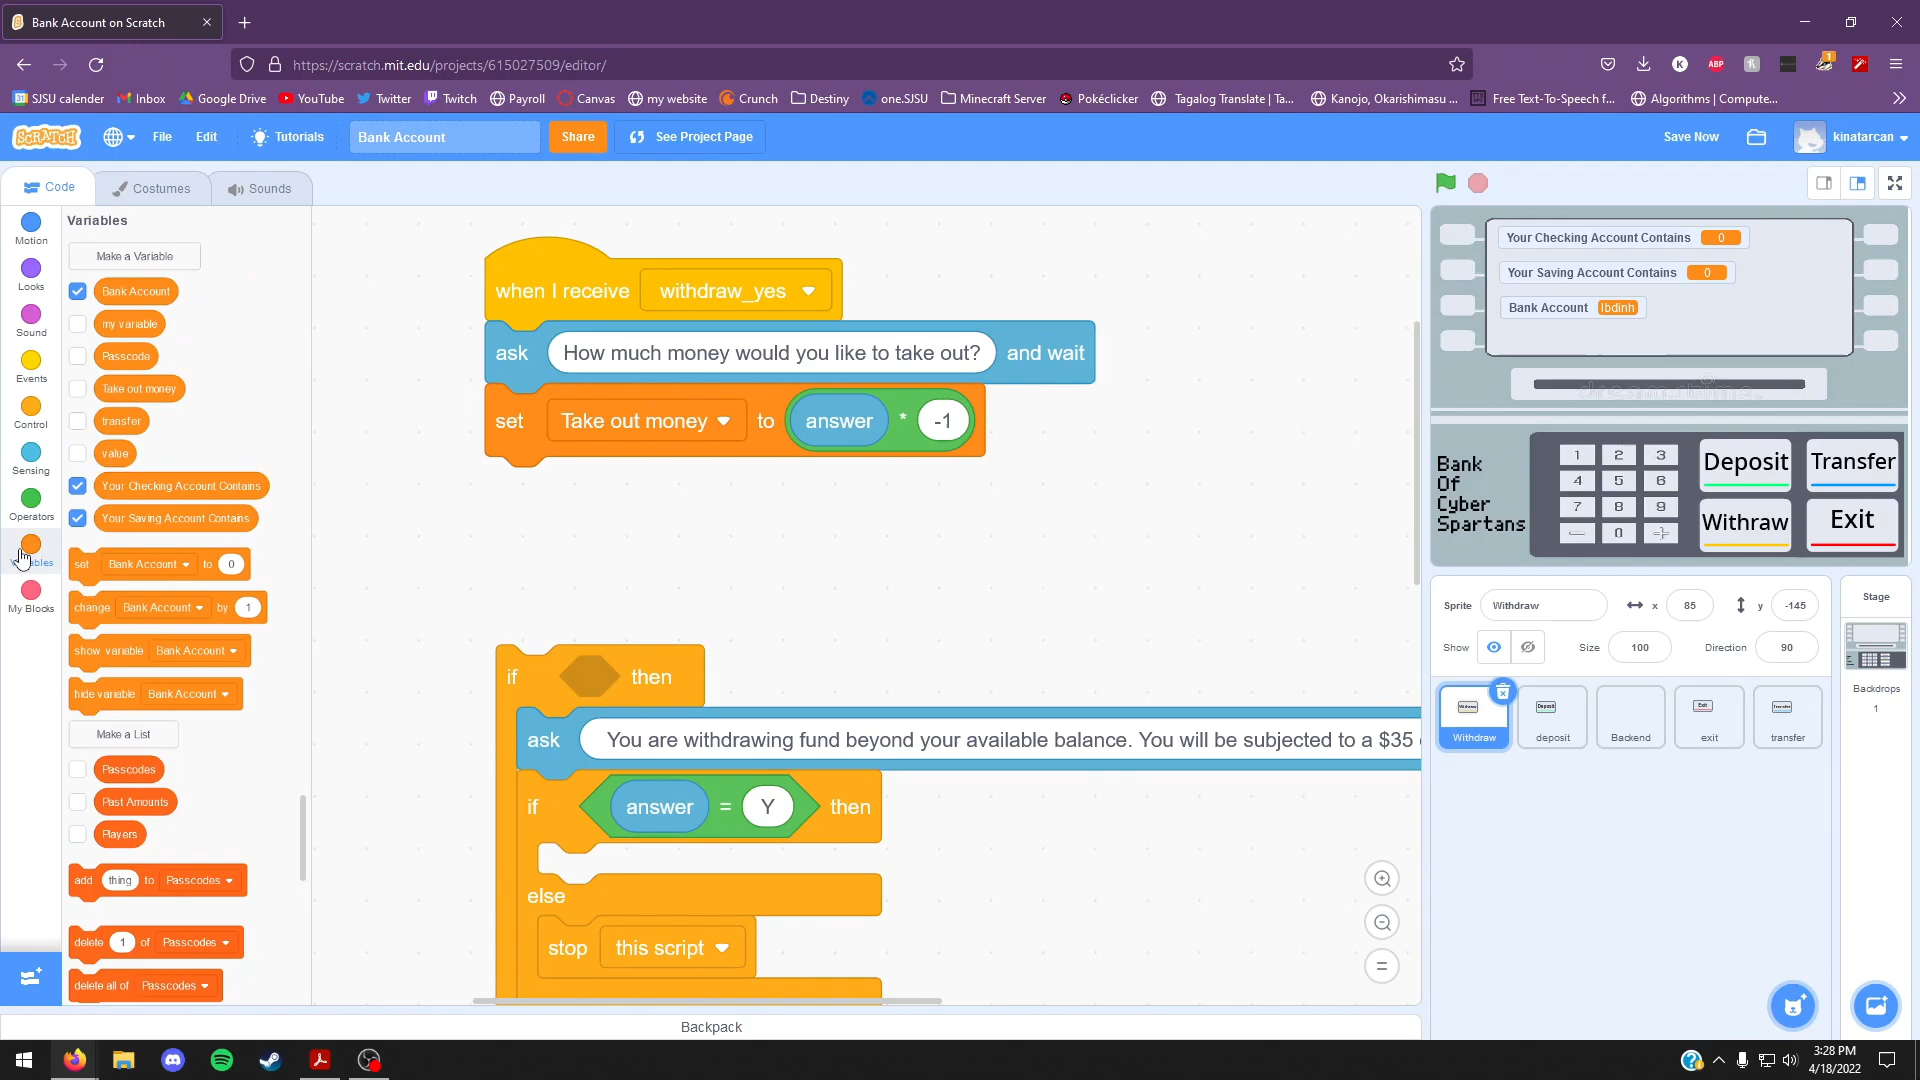 Bank Account on Scratch
https://scratch.mit.edu/projects/615027509/editor/
ABP
1
SJSU calender
Inbox
Google Drive
YouTube
Twitter
Twitch
Payroll
Canvas
my website
Crunch
Destiny
one.SJSU
Minecraft Server
Pokéclicker
Tagalog Translate | Ta...
Kanojo, Okarishimasu ...
Free Text-To-Speech f...
Algorithms | Compute...
SCRATCH
File
Edit
Tutorials
Bank Account
Share
See Project Page
Save Now
kinatarcan
Code
Costumes
Sounds
Motion
Looks
Sound
Events
Control
Sensing
Operators
My Blocks
Variables
Make a Variable
Bank Account
my variable
Passcode
Take out money
transfer
value
Your Checking Account Contains
Your Saving Account Contains
set Bank Account to 0
change Bank Account by 1
show variable Bank Account
hide variable Bank Account
Make a List
Passcodes
Past Amounts
Players
add thing to Passcodes
delete 1 of Passcodes
delete all of Passcodes
when I receive withdraw_yes
ask How much money would you like to take out? and wait
set Take out money to answer * -1
if then
ask You are withdrawing fund beyond your available balance. You will be subjected to a $35
if answer = Y then
else
stop this script
Backpack
Your Checking Account Contains 0
Your Saving Account Contains 0
Bank Account lbdinh
dreamstime.
Bank
Of
Cyber
Spartans
1 2 3
4 5 6
7 8 9
0
Deposit
Transfer
Withraw
Exit
Sprite Withdraw x 85 y -145
Show Size 100 Direction 90
Withdraw
deposit
Backend
exit
transfer
Stage
Backdrops
1
3:28 PM
4/18/2022